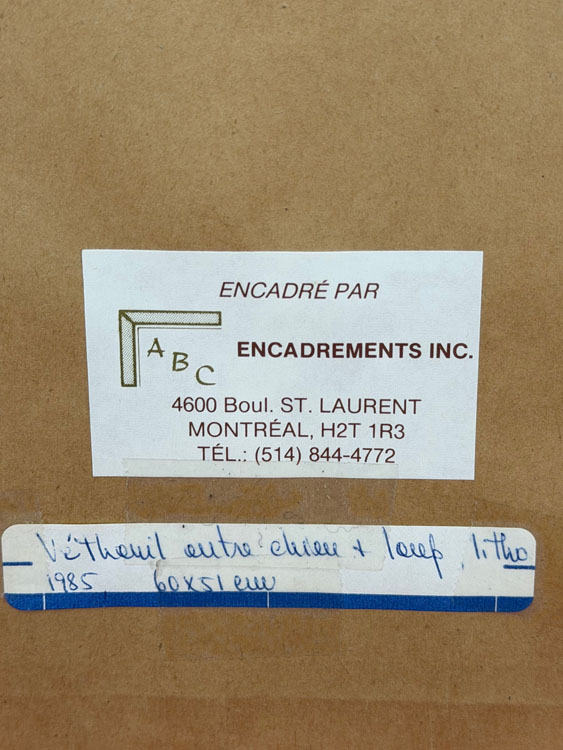 ENCADRÉ PAR
ABC ENCADREMENTS INC.
4600 Boul. ST. LAURENT
MONTRÉAL, H2T 1R3
TÉL.: (514) 844-4772
Vétheuil entre chien + loup, litho
1985 60x51 cm